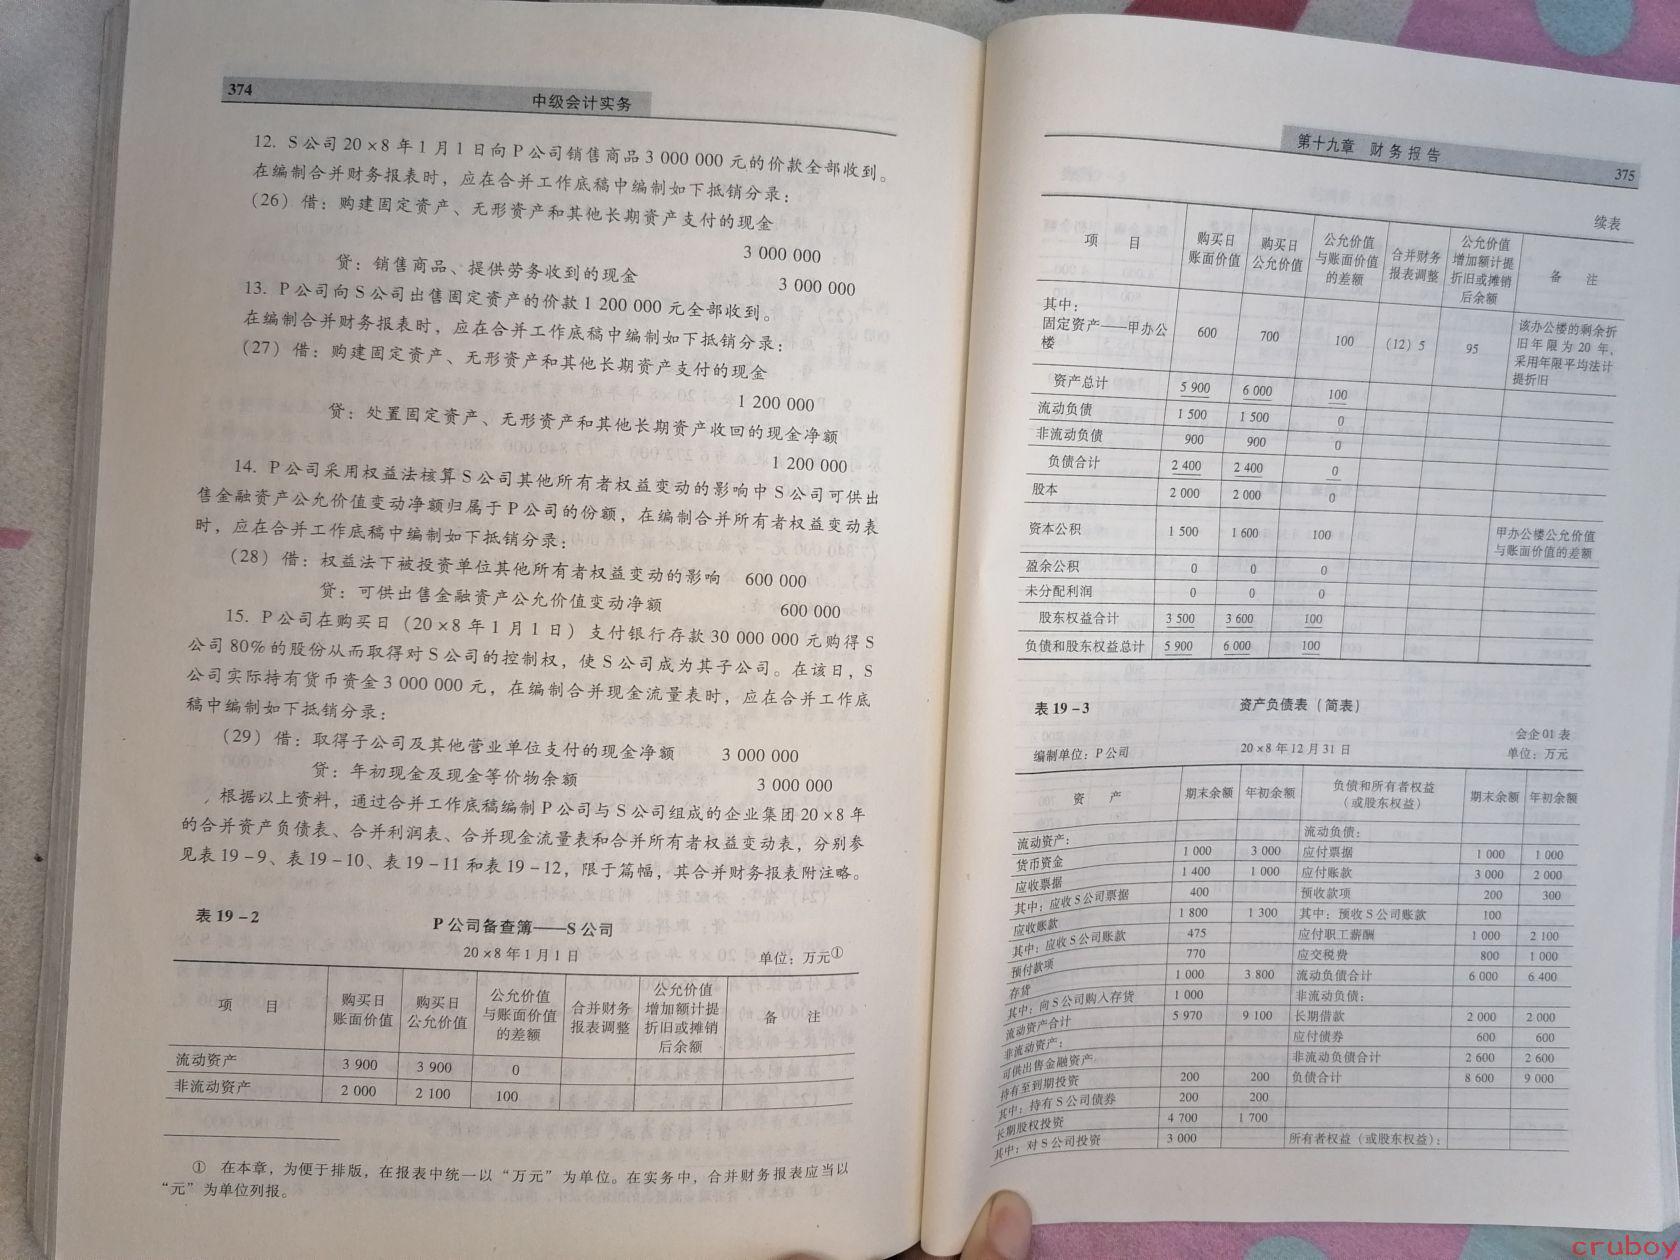 374
中级会计实务
12. S公司20×8年1月1日向P公司销售商品3 000 000元的价款全部收到。
在编制合并财务报表时，应在合并工作底稿中编制如下抵销分录：
(26) 借：购建固定资产、无形资产和其他长期资产支付的现金
3 000 000
贷：销售商品、提供劳务收到的现金 3 000 000
13. P公司向S公司出售固定资产的价款1 200 000元全部收到。
在编制合并财务报表时，应在合并工作底稿中编制如下抵销分录：
(27) 借：购建固定资产、无形资产和其他长期资产支付的现金
1 200 000
贷：处置固定资产、无形资产和其他长期资产收回的现金净额
1 200 000
14. P公司采用权益法核算S公司其他所有者权益变动的影响中S公司可供出
售金融资产公允价值变动净额归属于P公司的份额，在编制合并所有者权益变动表
时，应在合并工作底稿中编制如下抵销分录：
(28) 借：权益法下被投资单位其他所有者权益变动的影响 600 000
贷：可供出售金融资产公允价值变动净额 600 000
15. P公司在购买日（20×8年1月1日）支付银行存款30 000 000元购得S
公司80%的股份从而取得对S公司的控制权，使S公司成为其子公司。在该日，S
公司实际持有货币资金3 000 000元，在编制合并现金流量表时，应在合并工作底
稿中编制如下抵销分录：
(29) 借：取得子公司及其他营业单位支付的现金净额 3 000 000
贷：年初现金及现金等价物余额 3 000 000
根据以上资料，通过合并工作底稿编制P公司与S公司组成的企业集团20×8年
的合并资产负债表、合并利润表、合并现金流量表和合并所有者权益变动表，分别参
见表19-9、表19-10、表19-11和表19-12，限于篇幅，其合并财务报表附注略。
表19-2
P公司备查簿——S公司
20×8年1月1日 单位：万元①
项 目 购买日账面价值 购买日公允价值 公允价值与账面价值的差额 合并财务报表调整 公允价值增加额计提折旧或摊销后余额 备 注
流动资产 3 900 3 900 0
非流动资产 2 000 2 100 100
① 在本章，为便于排版，在报表中统一以“万元”为单位。在实务中，合并财务报表应当以
“元”为单位列报。
第十九章 财务报告
375
续表
项 目 购买日账面价值 购买日公允价值 公允价值与账面价值的差额 合并财务报表调整 公允价值增加额计提折旧或摊销后余额 备 注
其中：
固定资产——甲办公楼 600 700 100 (12) 5 95 该办公楼的剩余折旧年限为20年，采用年限平均法计提折旧
资产总计 5 900 6 000 100
流动负债 1 500 1 500 0
非流动负债 900 900 0
负债合计 2 400 2 400 0
股本 2 000 2 000 0
资本公积 1 500 1 600 100 甲办公楼公允价值与账面价值的差额
盈余公积 0 0 0
未分配利润 0 0 0
股东权益合计 3 500 3 600 100
负债和股东权益总计 5 900 6 000 100
表19-3
资产负债表（简表）
会企01表
编制单位：P公司 20×8年12月31日 单位：万元
资 产 期末余额 年初余额 负债和所有者权益（或股东权益） 期末余额 年初余额
流动资产： 流动负债：
货币资金 1 000 3 000 应付票据 1 000 1 000
应收票据 1 400 1 000 应付账款 3 000 2 000
其中：应收S公司票据 400 预收款项 200 300
应收账款 1 800 1 300 其中：预收S公司账款 100
其中：应收S公司账款 475 应付职工薪酬 1 000 2 100
预付款项 770 应交税费 800 1 000
存货 1 000 3 800 流动负债合计 6 000 6 400
其中：向S公司购入存货 1 000 非流动负债：
流动资产合计 5 970 9 100 长期借款 2 000 2 000
非流动资产： 应付债券 600 600
可供出售金融资产 非流动负债合计 2 600 2 600
持有至到期投资 200 200 负债合计 8 600 9 000
其中：持有S公司债券 200 200
长期股权投资 4 700 1 700
其中：对S公司投资 3 000 所有者权益（或股东权益）：
cruboy